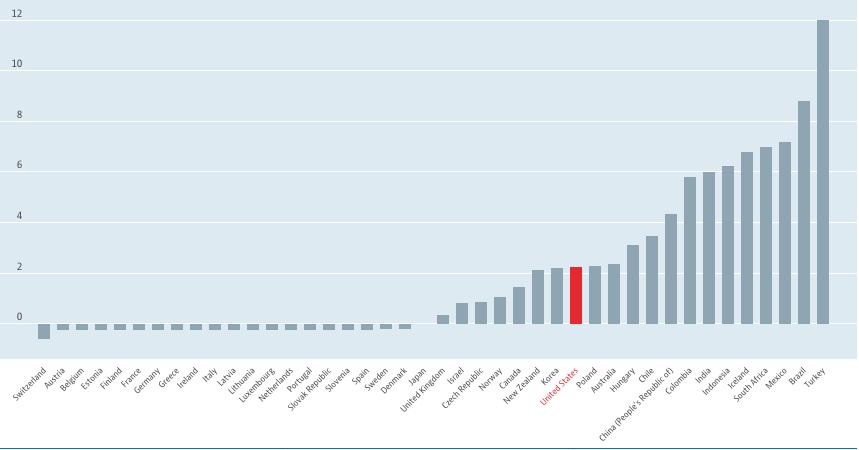 12
10
8
6
4
2
0
Switzerland
Austria
Belgium
Estonia
Finland
France
Germany
Greece
Ireland
Italy
Latvia
Lithuania
Luxembourg
Netherlands
Portugal
Slovak Republic
Slovenia
Spain
Sweden
Denmark
Japan
United Kingdom
Israel
Czech Republic
Norway
Canada
New Zealand
Korea
United States
Poland
Australia
Hungary
Chile
China (People's Republic of)
Colombia
India
Indonesia
Iceland
South Africa
Mexico
Brazil
Turkey